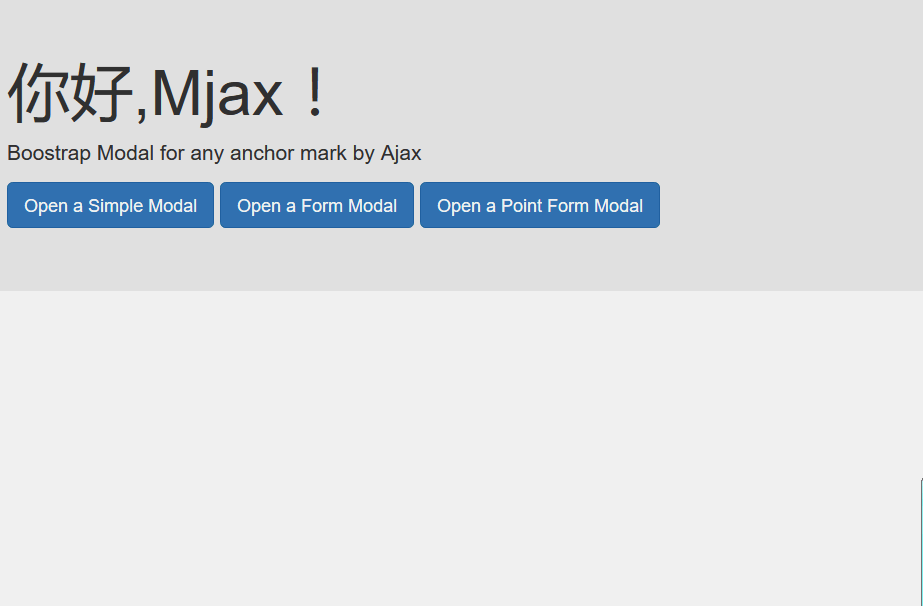 你好,Mjax！
Boostrap Modal for any anchor mark by Ajax
Open a Simple Modal Open a Form Modal Open a Point Form Modal